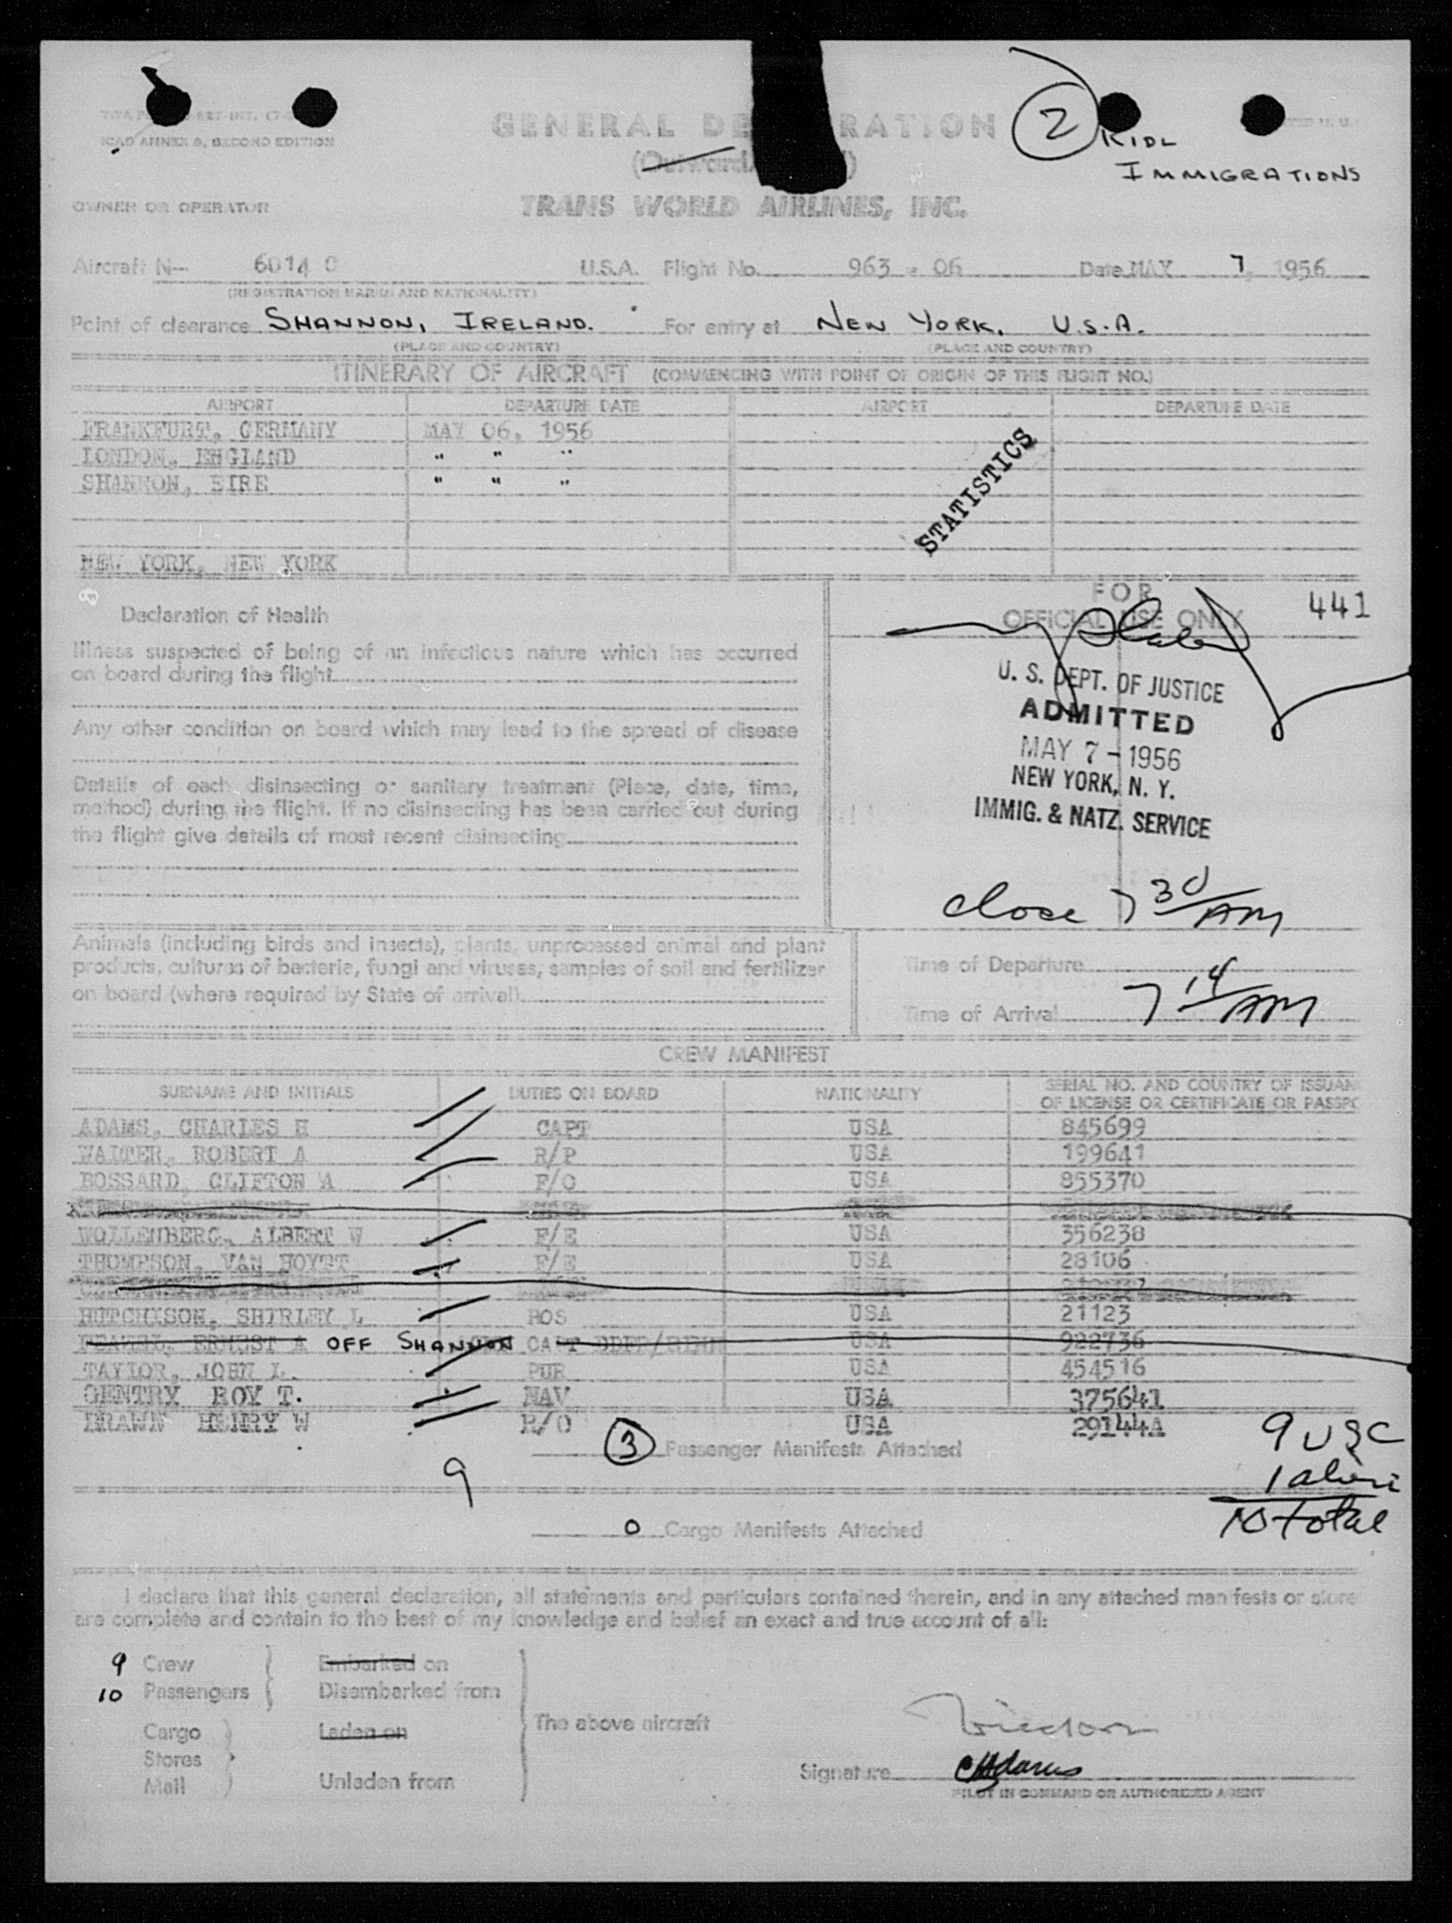 ICAO ANNEX 9, SECOND EDITION
GENERAL DE RATION
(Outward
2
KIDL
IMMIGRATIONS
OWNER OR OPERATOR
TRANS WORLD AIRLINES, INC.
Aircraft N— 6014 C U.S.A. Flight No. 963 - 06 Date MAY 7, 1956
(REGISTRATION MARKS AND NATIONALITY)
Point of clearance SHANNON, IRELAND. For entry at NEW YORK, U.S.A.
(PLACE AND COUNTRY) (PLACE AND COUNTRY)
ITINERARY OF AIRCRAFT (COMMENCING WITH POINT OF ORIGIN OF THIS FLIGHT NO.)
AIRPORT DEPARTURE DATE AIRPORT DEPARTURE DATE
FRANKFURT, GERMANY MAY 06, 1956
LONDON, ENGLAND " " "
SHANNON, EIRE " " "
STATISTICS
NEW YORK, NEW YORK
FOR
OFFICIAL USE ONLY
441
Declaration of Health
Illness suspected of being of an infectious nature which has occurred
on board during the flight
Any other condition on board which may lead to the spread of disease
Details of each disinsecting or sanitary treatment (Place, date, time,
method) during the flight. If no disinsecting has been carried out during
the flight give details of most recent disinsecting
U. S. DEPT. OF JUSTICE
ADMITTED
MAY 7 - 1956
NEW YORK, N. Y.
IMMIG. & NATZ. SERVICE
close 7 30/AM
Animals (including birds and insects), plants, unprocessed animal and plant
products, cultures of bacteria, fungi and viruses, samples of soil and fertilizer
on board (where required by State of arrival)
Time of Departure
Time of Arrival 7 14/AM
CREW MANIFEST
SURNAME AND INITIALS DUTIES ON BOARD NATIONALITY SERIAL NO. AND COUNTRY OF ISSUAN
OF LICENSE OR CERTIFICATE OR PASSPO
ADAMS, CHARLES H CAPT USA 845699
WALTER, ROBERT A R/P USA 199641
BOSSARD, CLIFTON A F/O USA 855370
WOLLENBERG, ALBERT W F/E USA 356238
THOMPSON, VAN HOYTT F/E USA 28106
HUTCHISON, SHIRLEY L HOS USA 21123
ERNEST A OFF SHANNON CAPT USA 922736
TAYLOR, JOHN L. PUR USA 454516
GENTRY ROY T. NAV USA 375641
BRAWN HENRY W R/O USA 29144A
3 Passenger Manifests Attached
9
9 USC
1 alien
10 total
0 Cargo Manifests Attached
I declare that this general declaration, all statements and particulars contained therein, and in any attached manifests or store
are complete and contain to the best of my knowledge and belief an exact and true account of all:
9 Crew Embarked on
10 Passengers Disembarked from
The above aircraft
Cargo Laden on
Stores
Mail Unladen from
Signature CHAdams
PILOT IN COMMAND OR AUTHORIZED AGENT